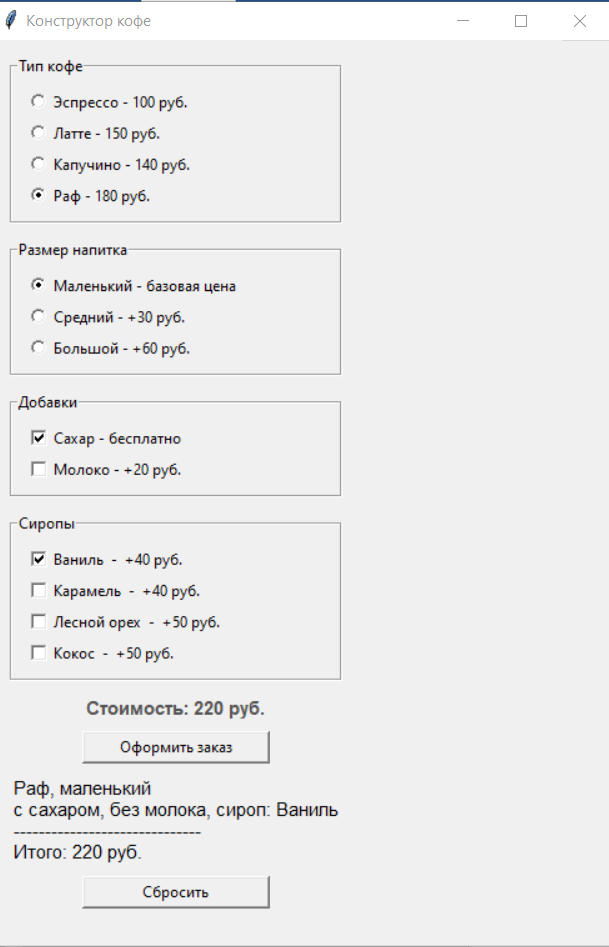 Конструктор кофе
Тип кофе
Эспрессо - 100 руб.
Латте - 150 руб.
Капучино - 140 руб.
Раф - 180 руб.
Размер напитка
Маленький - базовая цена
Средний - +30 руб.
Большой - +60 руб.
Добавки
Сахар - бесплатно
Молоко - +20 руб.
Сиропы
Ваниль  -  +40 руб.
Карамель  -  +40 руб.
Лесной орех  -  +50 руб.
Кокос  -  +50 руб.
Стоимость: 220 руб.
Оформить заказ
Раф, маленький
с сахаром, без молока, сироп: Ваниль
------------------------------
Итого: 220 руб.
Сбросить